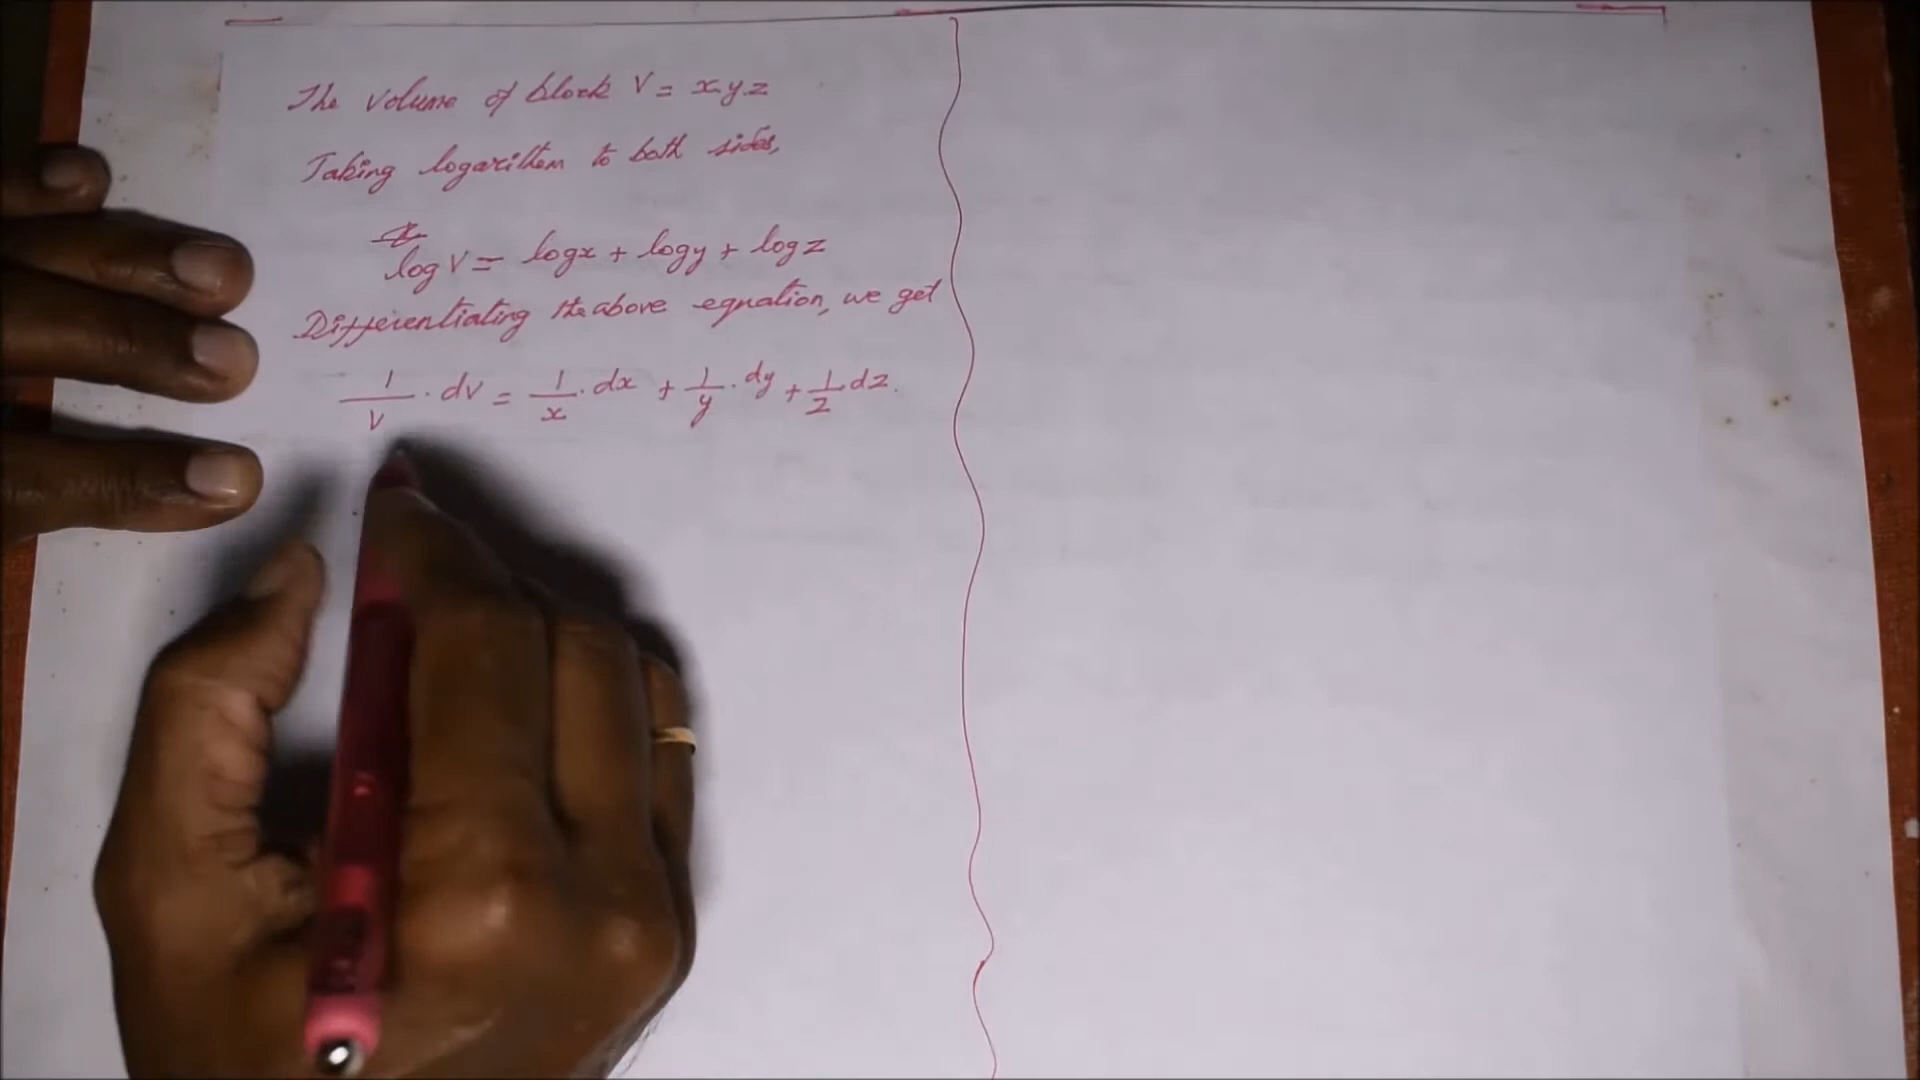 The volume of block V = x.y.z
Taking logarithm to both sides,
log V = log x + log y + log z
Differentiating the above equation, we get
1/V . dv = 1/x . dx + 1/y . dy + 1/z dz.